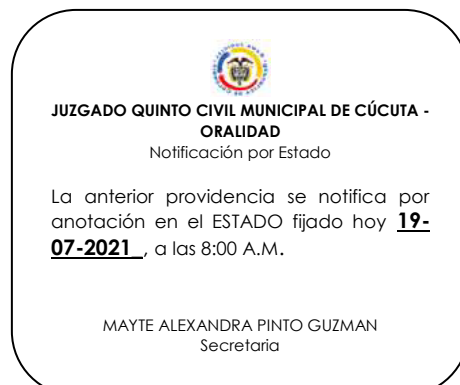 JUZGADO QUINTO CIVIL MUNICIPAL DE CÚCUTA -
ORALIDAD
Notificación por Estado
La anterior providencia se notifica por
anotación en el ESTADO fijado hoy 19-
07-2021_, a las 8:00 A.M.
MAYTE ALEXANDRA PINTO GUZMAN
Secretaria